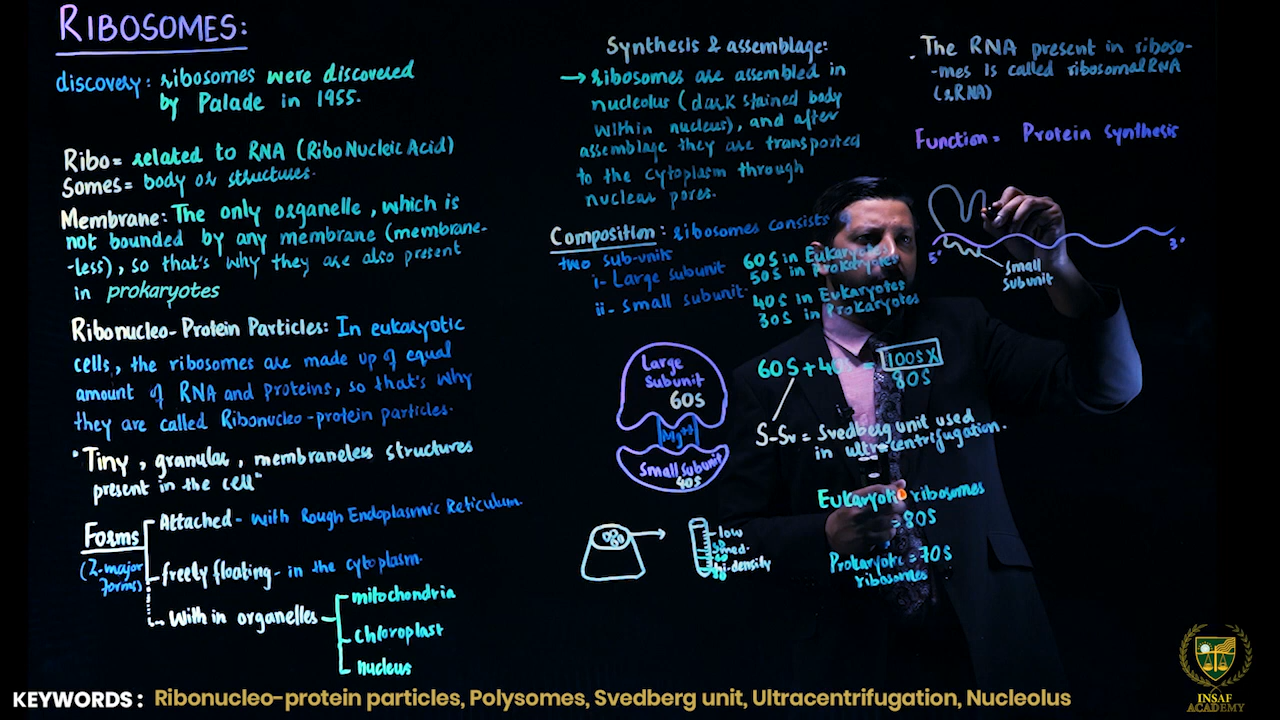 RIBOSOMES:
discovery: ribosomes were discovered
by Palade in 1955.
Ribo= related to RNA (Ribo Nucleic Acid)
Somes= body or structures.
Membrane: The only organelle, which is
not bounded by any membrane (membrane-
-less), so that's why they are also present
in prokaryotes
Ribonucleo-Protein Particles: In eukaryotic
cells, the ribosomes are made up of equal
amount of RNA and proteins, so that's why
they are called Ribonucleo-protein particles.
"Tiny, granular, membraneless structures
present in the cell"
Forms
(2-major
forms)
Attached - with Rough Endoplasmic Reticulum.
freely floating - in the cytoplasm.
With in organelles
mitochondria
chloroplast
nucleus
Synthesis & assemblage:
→ ribosomes are assembled in
nucleolus (dark stained body
within nucleus), and after
assemblage they are transported
to the cytoplasm through
nuclear pores.
Composition: ribosomes consists of
two sub-units
i- Large subunit
60S in Eukaryotes
50S in Prokaryotes
ii- Small subunit
40S in Eukaryotes
30S in Prokaryotes
Large
Subunit
60S
Mg++
Small subunit
40S
60S + 40S = 100S X
80S
S-Sv = Svedberg unit used
in ultracentrifugation.
low
med.
hi-density
Eukaryotic ribosomes
= 80S
Prokaryotic = 70S
ribosomes
The RNA present in riboso-
-mes is called ribosomal RNA
(rRNA)
Function = Protein synthesis
5'
3'
Small
Subunit
KEYWORDS: Ribonucleo-protein particles, Polysomes, Svedberg unit, Ultracentrifugation, Nucleolus
INSAF
ACADEMY